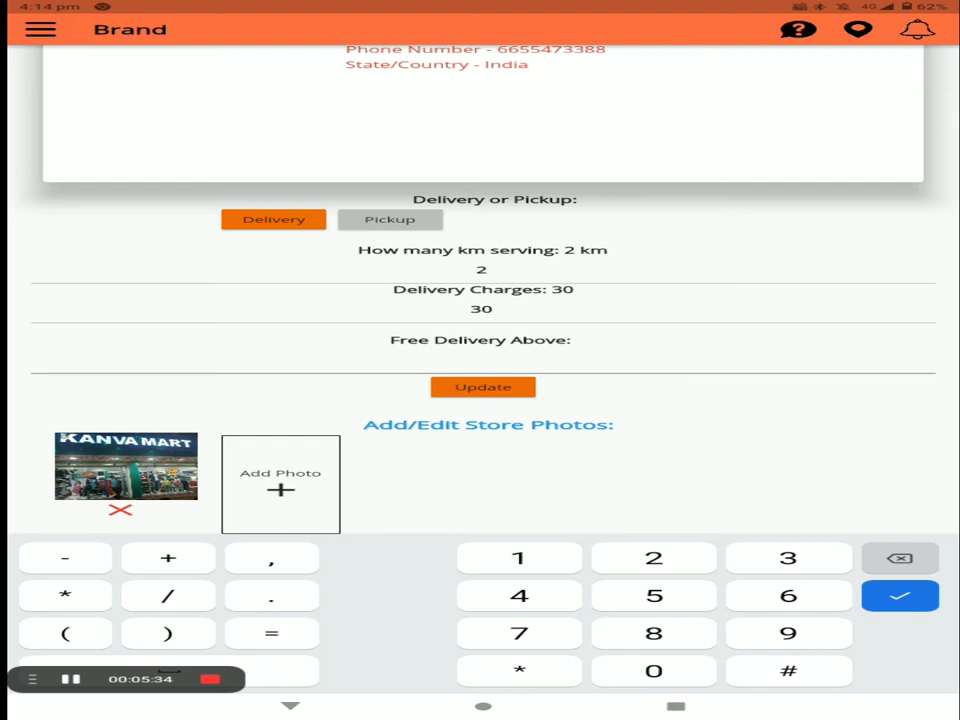 4:14 pm 4G 62%
Brand
Phone Number - 6655473388
State/Country - India
Delivery or Pickup:
Delivery Pickup
How many km serving: 2 km
2
Delivery Charges: 30
30
Free Delivery Above:
Update
Add/Edit Store Photos:
KANVA MART
Add Photo
+
- + , 1 2 3
* / . 4 5 6
( ) = 7 8 9
* 0 #
00:05:34